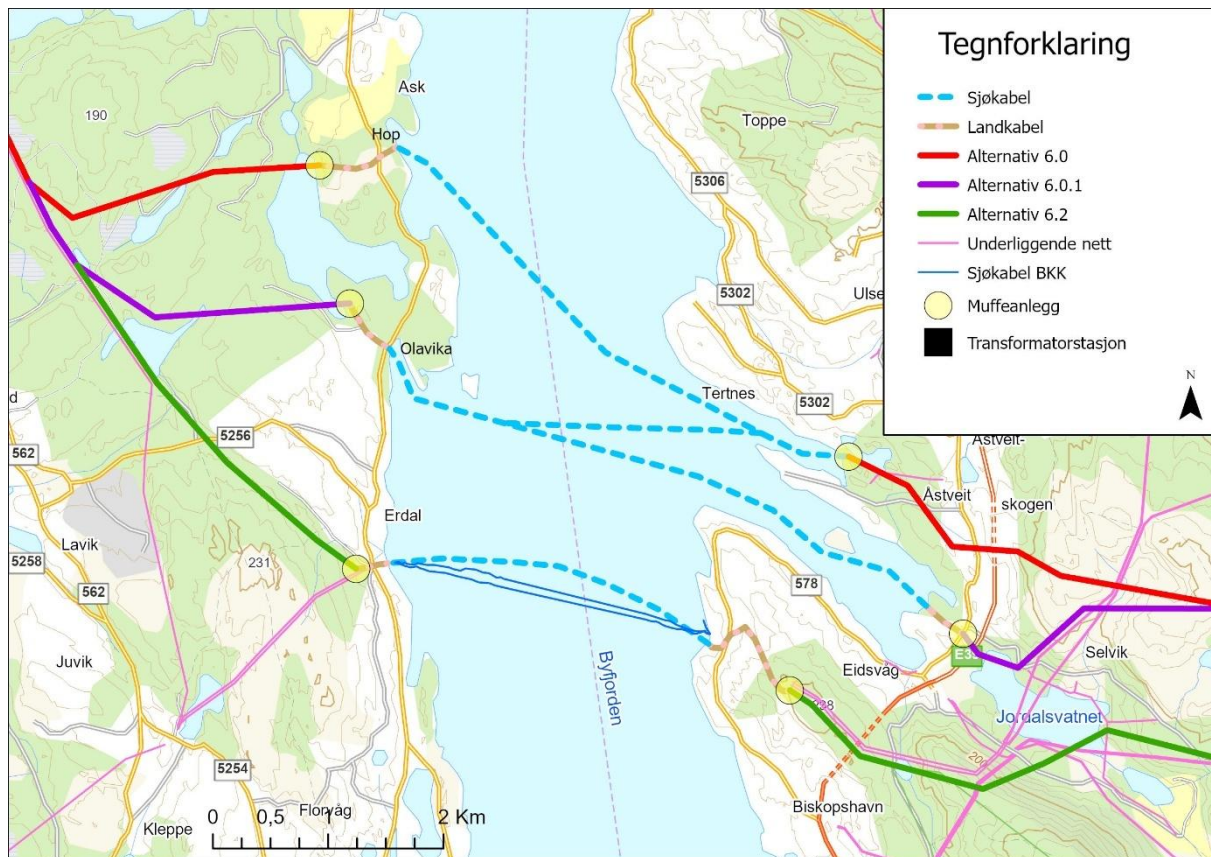 Tegnforklaring
Sjøkabel
Landkabel
Alternativ 6.0
Alternativ 6.0.1
Alternativ 6.2
Underliggende nett
Sjøkabel BKK
Muffeanlegg
Transformatorstasjon
N
Ask
190
Hop
Toppe
5306
5302
Ulse
Olavika
Tertnes
5302
d
562
5256
Åstveit-
skogen
Åstveit
Erdal
Lavik
5258
231
562
578
Juvik
Eidsvåg
Selvik
Byfjorden
Jordalsvatnet
5254
Biskopshavn
Florvåg
Kleppe
0 0,5 1 2 Km